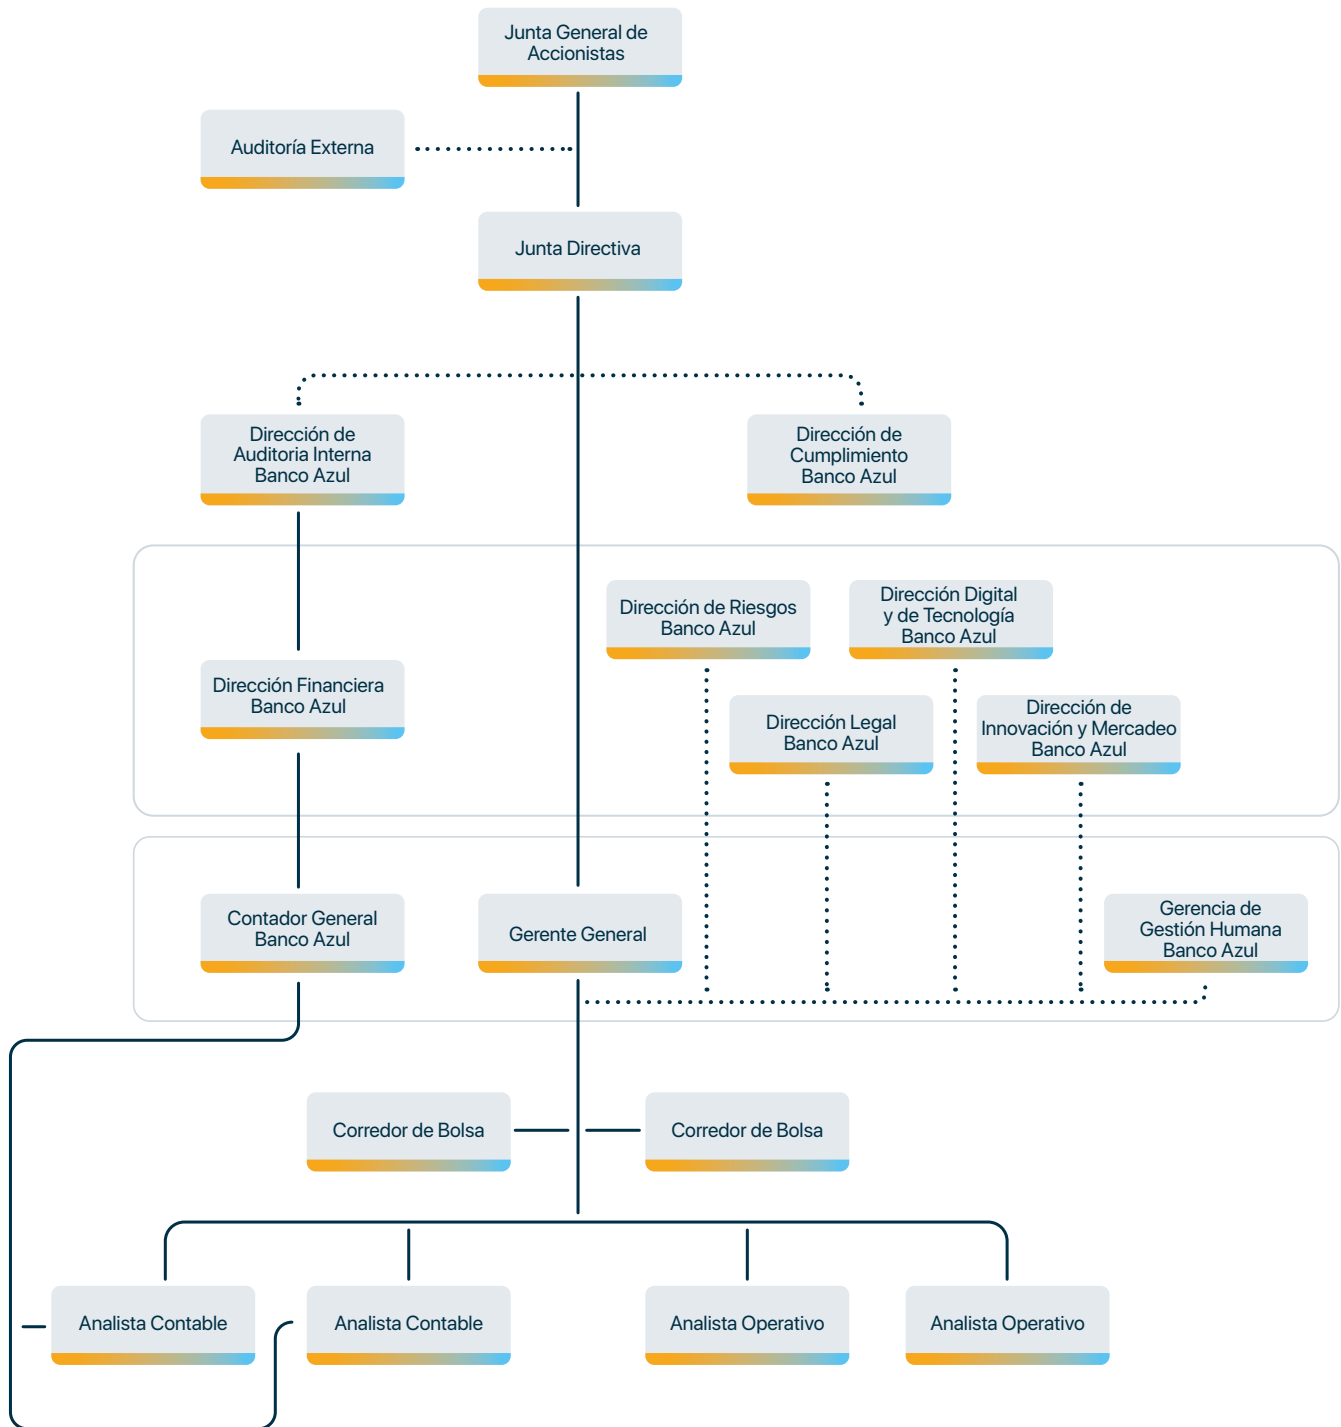 Junta General de
Accionistas
Auditoría Externa
Junta Directiva
Dirección de
Auditoria Interna
Banco Azul
Dirección de
Cumplimiento
Banco Azul
Dirección de Riesgos
Banco Azul
Dirección Digital
y de Tecnología
Banco Azul
Dirección Financiera
Banco Azul
Dirección Legal
Banco Azul
Dirección de
Innovación y Mercadeo
Banco Azul
Contador General
Banco Azul
Gerente General
Gerencia de
Gestión Humana
Banco Azul
Corredor de Bolsa
Corredor de Bolsa
Analista Contable
Analista Contable
Analista Operativo
Analista Operativo